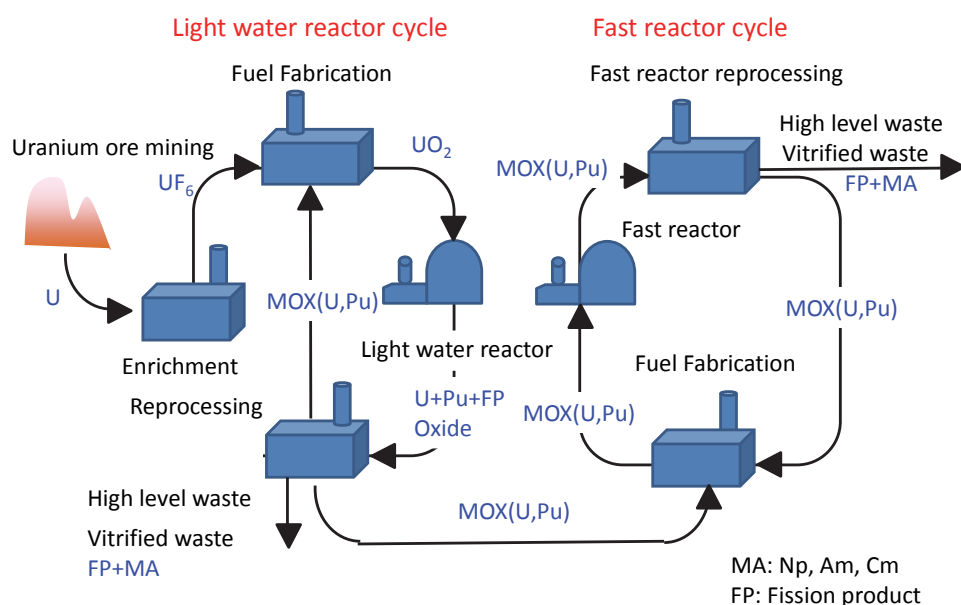 Light water reactor cycle
Fast reactor cycle
Fuel Fabrication
Fast reactor reprocessing
Uranium ore mining
UF6
UO2
MOX(U,Pu)
High level waste
Vitrified waste
FP+MA
Fast reactor
U
MOX(U,Pu)
MOX(U,Pu)
Enrichment
Light water reactor
Fuel Fabrication
Reprocessing
U+Pu+FP
Oxide
MOX(U,Pu)
High level waste
Vitrified waste
FP+MA
MOX(U,Pu)
MA: Np, Am, Cm
FP: Fission product